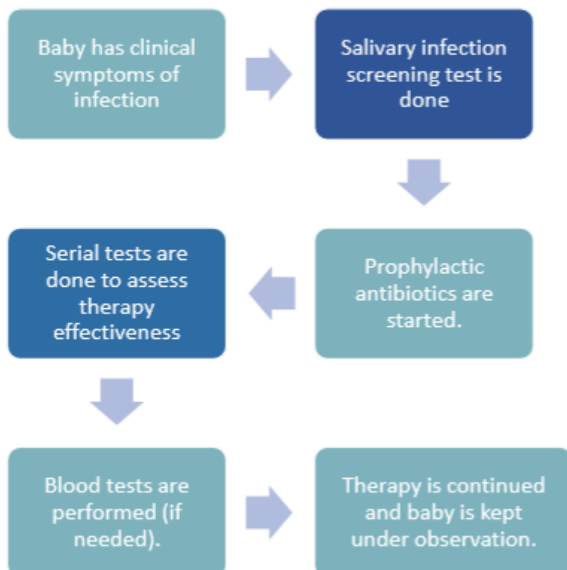 Baby has clinical
symptoms of
infection
Salivary infection
screening test is
done
Prophylactic
antibiotics are
started.
Serial tests are
done to assess
therapy
effectiveness
Blood tests are
performed (if
needed).
Therapy is continued
and baby is kept
under observation.